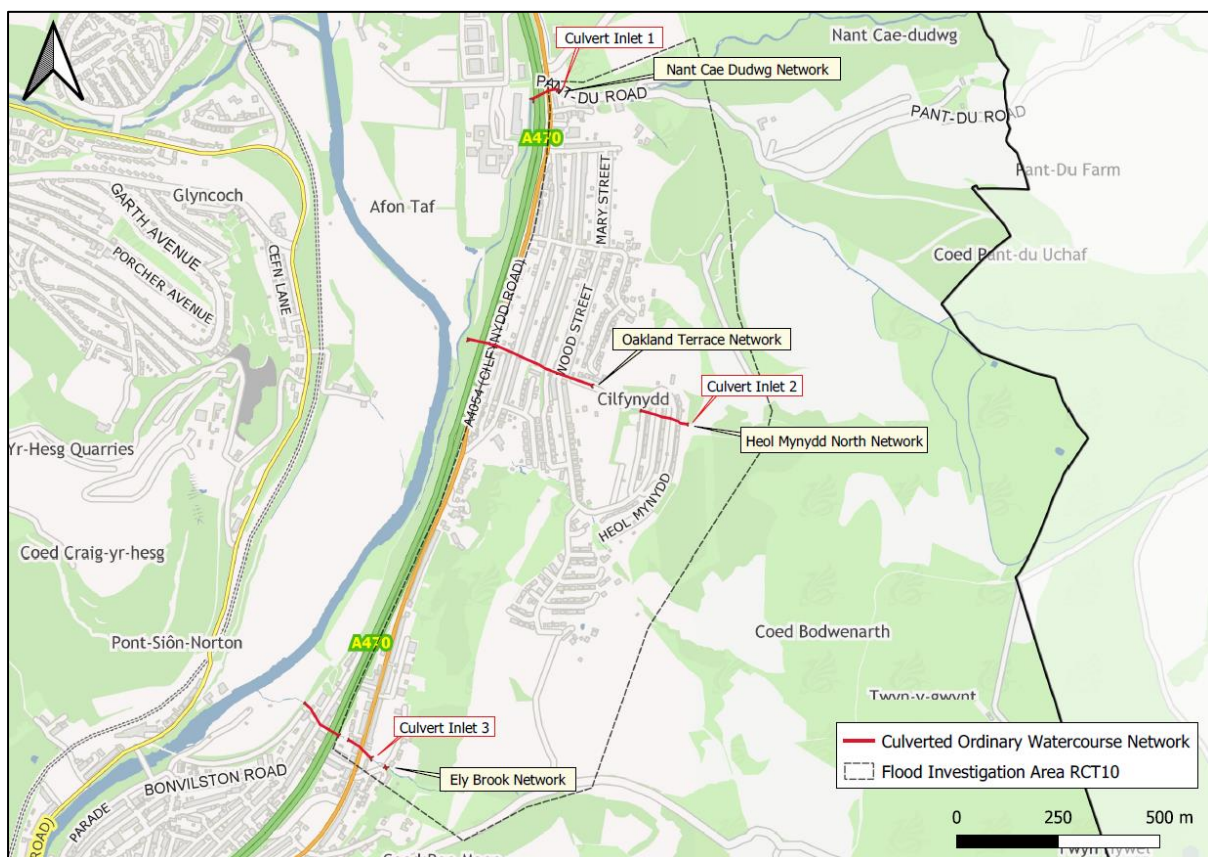 Culvert Inlet 1
Nant Cae-dudwg
Nant Cae Dudwg Network
PANT-DU ROAD
PANT-DU ROAD
A470
Pant-Du Farm
Glyncoch
Afon Taf
GARTH AVENUE
MARY STREET
CEFN LANE
PORCHER AVENUE
Coed Pant-du Uchaf
A4054 (CILFYNYDD ROAD)
WOOD STREET
Oakland Terrace Network
Culvert Inlet 2
Cilfynydd
Heol Mynydd North Network
Yr-Hesg Quarries
HEOL MYNYDD
Coed Craig-yr-hesg
Pont-Siôn-Norton
A470
Coed Bodwenarth
Twyn-y-gwynt
Culvert Inlet 3
Ely Brook Network
BONVILSTON ROAD
PARADE
ROAD)
Culverted Ordinary Watercourse Network
Flood Investigation Area RCT10
0 250 500 m